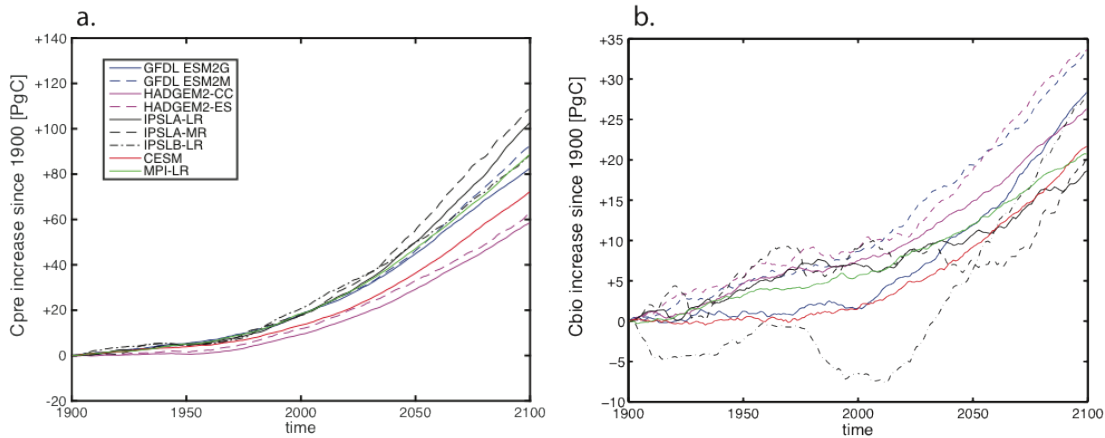 a.
Cpre increase since 1900 [PgC]
+140
+120
+100
+80
+60
+40
+20
0
-20
1900
1950
2000
2050
2100
time
GFDL ESM2G
GFDL ESM2M
HADGEM2-CC
HADGEM2-ES
IPSLA-LR
IPSLA-MR
IPSLB-LR
CESM
MPI-LR
b.
Cbio increase since 1900 [PgC]
+35
+30
+25
+20
+15
+10
+5
0
−5
−10
1900
1950
2000
2050
2100
time